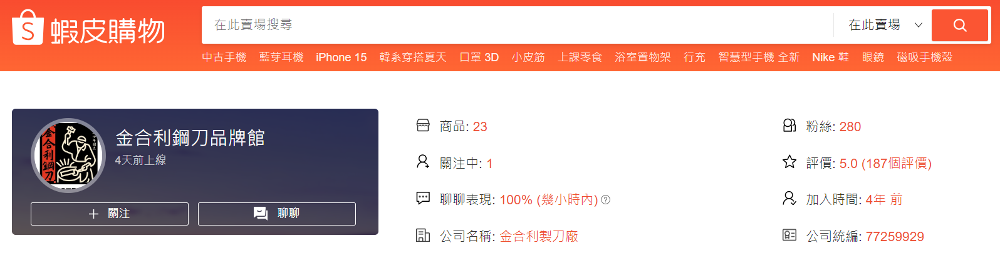 蝦皮購物
在此賣場搜尋
在此賣場
中古手機 藍芽耳機 iPhone 15 韓系穿搭夏天 口罩 3D 小皮筋 上課零食 浴室置物架 行充 智慧型手機 全新 Nike 鞋 眼鏡 磁吸手機殼
金合利鋼刀
金合利鋼刀品牌館
4天前上線
關注
聊聊
商品: 23
粉絲: 280
關注中: 1
評價: 5.0 (187個評價)
聊聊表現: 100% (幾小時內)
加入時間: 4年 前
公司名稱: 金合利製刀廠
公司統編: 77259929